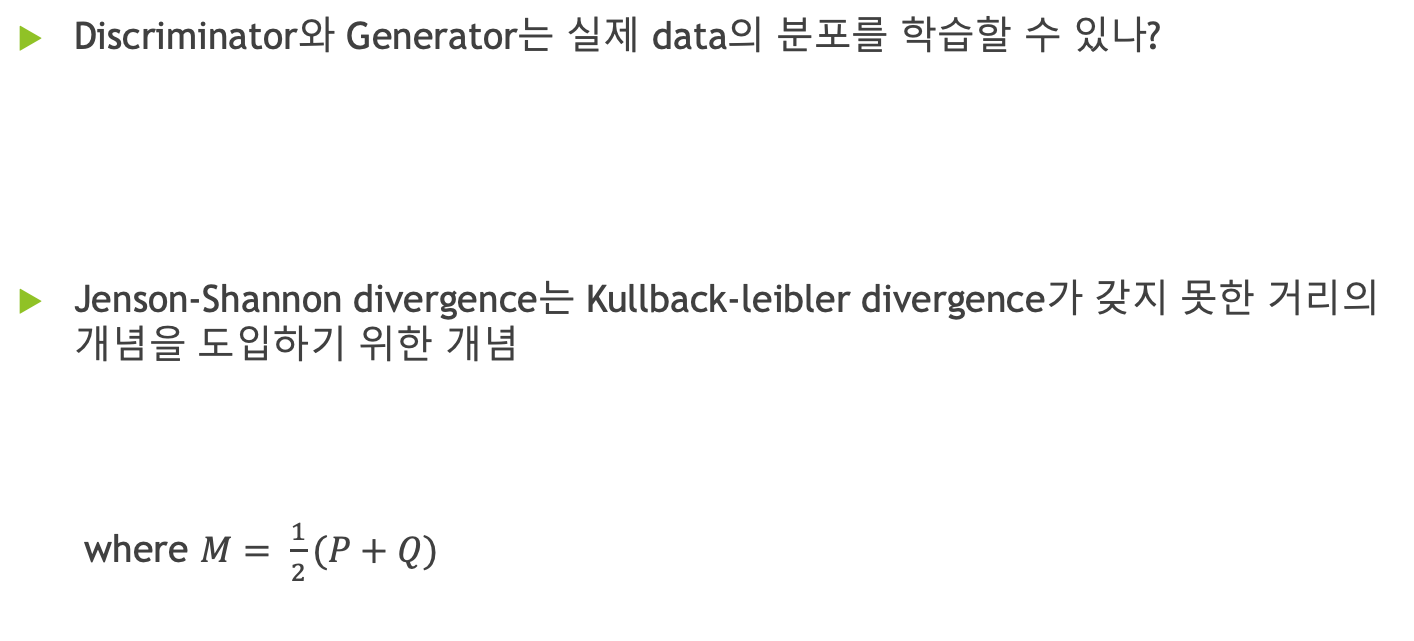 ▶ Discriminator와 Generator는 실제 data의 분포를 학습할 수 있나?
▶ Jenson-Shannon divergence는 Kullback-leibler divergence가 갖지 못한 거리의
개념을 도입하기 위한 개념
where M = 1/2 (P + Q)